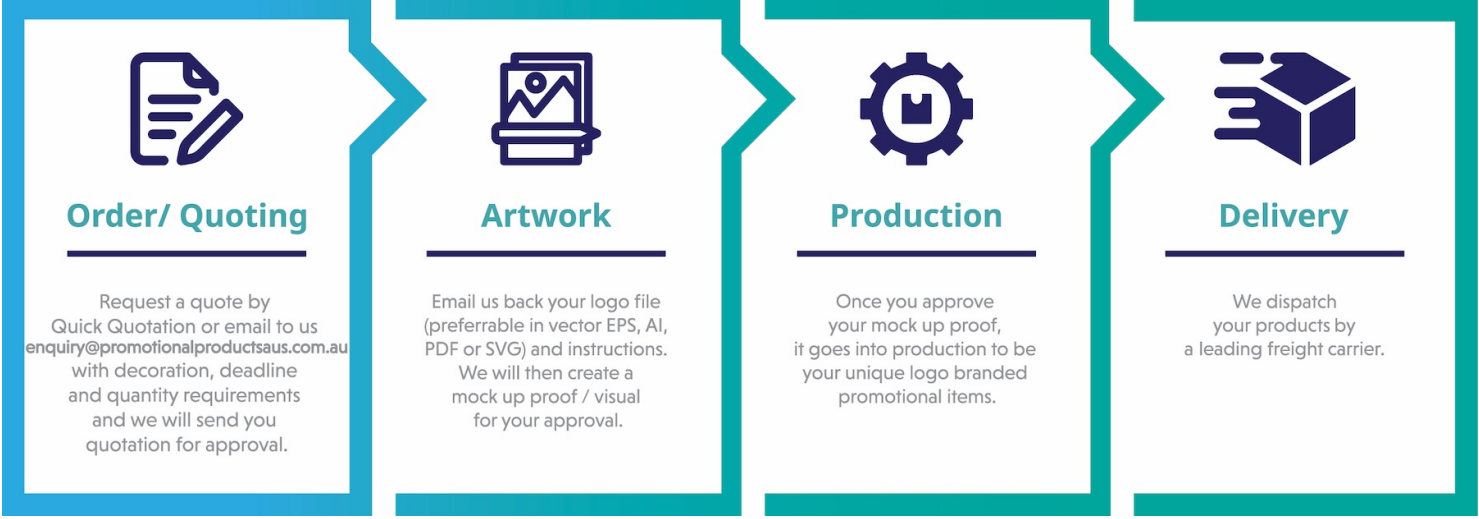 Order/ Quoting
Request a quote by
Quick Quotation or email to us
enquiry@promotionalproductsaus.com.au
with decoration, deadline
and quantity requirements
and we will send you
quotation for approval.
Artwork
Email us back your logo file
(preferrable in vector EPS, AI,
PDF or SVG) and instructions.
We will then create a
mock up proof / visual
for your approval.
Production
Once you approve
your mock up proof,
it goes into production to be
your unique logo branded
promotional items.
Delivery
We dispatch
your products by
a leading freight carrier.